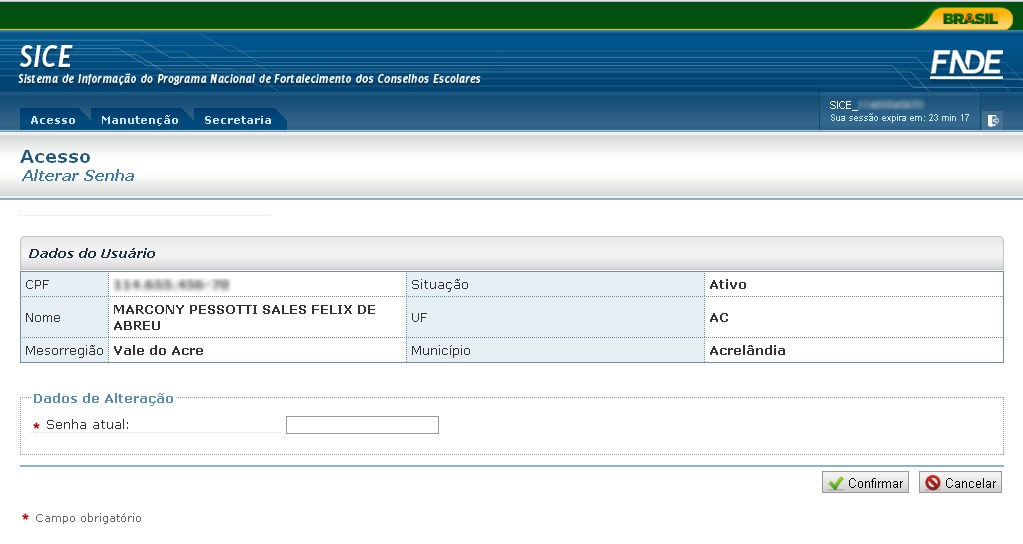 BRASIL
SICE
FNDE
Sistema de Informação do Programa Nacional de Fortalecimento dos Conselhos Escolares
SICE_
Sua sessão expira em: 23 min 17
Acesso Manutenção Secretaria
Acesso
Alterar Senha
Dados do Usuário
CPF Situação Ativo
Nome MARCONY PESSOTTI SALES FELIX DE
ABREU UF AC
Mesorregião Vale do Acre Município Acrelândia
Dados de Alteração
* Senha atual:
Confirmar Cancelar
* Campo obrigatório